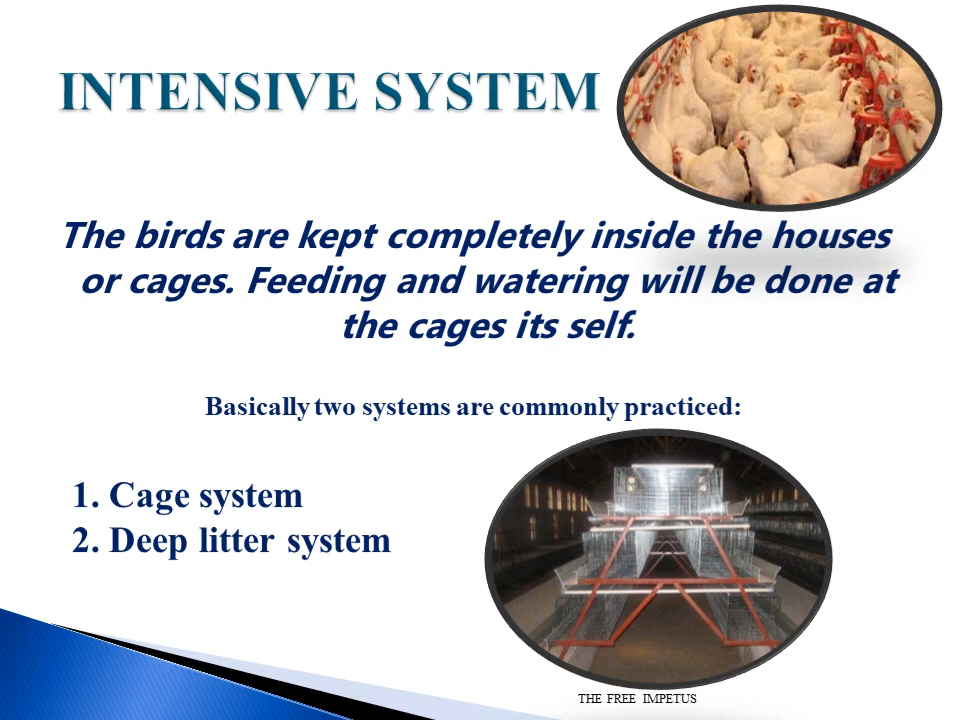 INTENSIVE SYSTEM
The birds are kept completely inside the houses
or cages. Feeding and watering will be done at
the cages its self.
Basically two systems are commonly practiced:
1. Cage system
2. Deep litter system
THE FREE IMPETUS